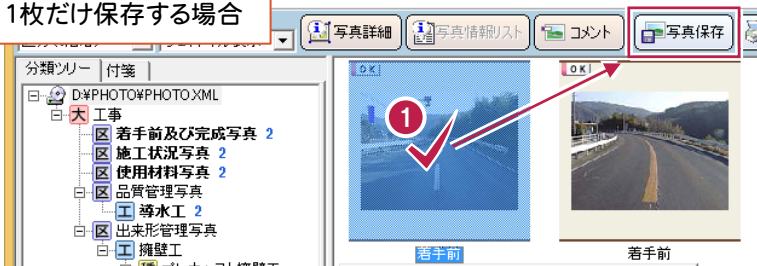 1枚だけ保存する場合
写真詳細
写真情報リスト
コメント
写真保存
分類ツリー
付箋
D:¥PHOTO¥PHOTO.XML
大 工事
区 着手前及び完成写真 2
区 施工状況写真 2
区 使用材料写真 2
区 品質管理写真
工 導水工 2
区 出来形管理写真
工 擁壁工
OK
1
着手前
OK
着手前